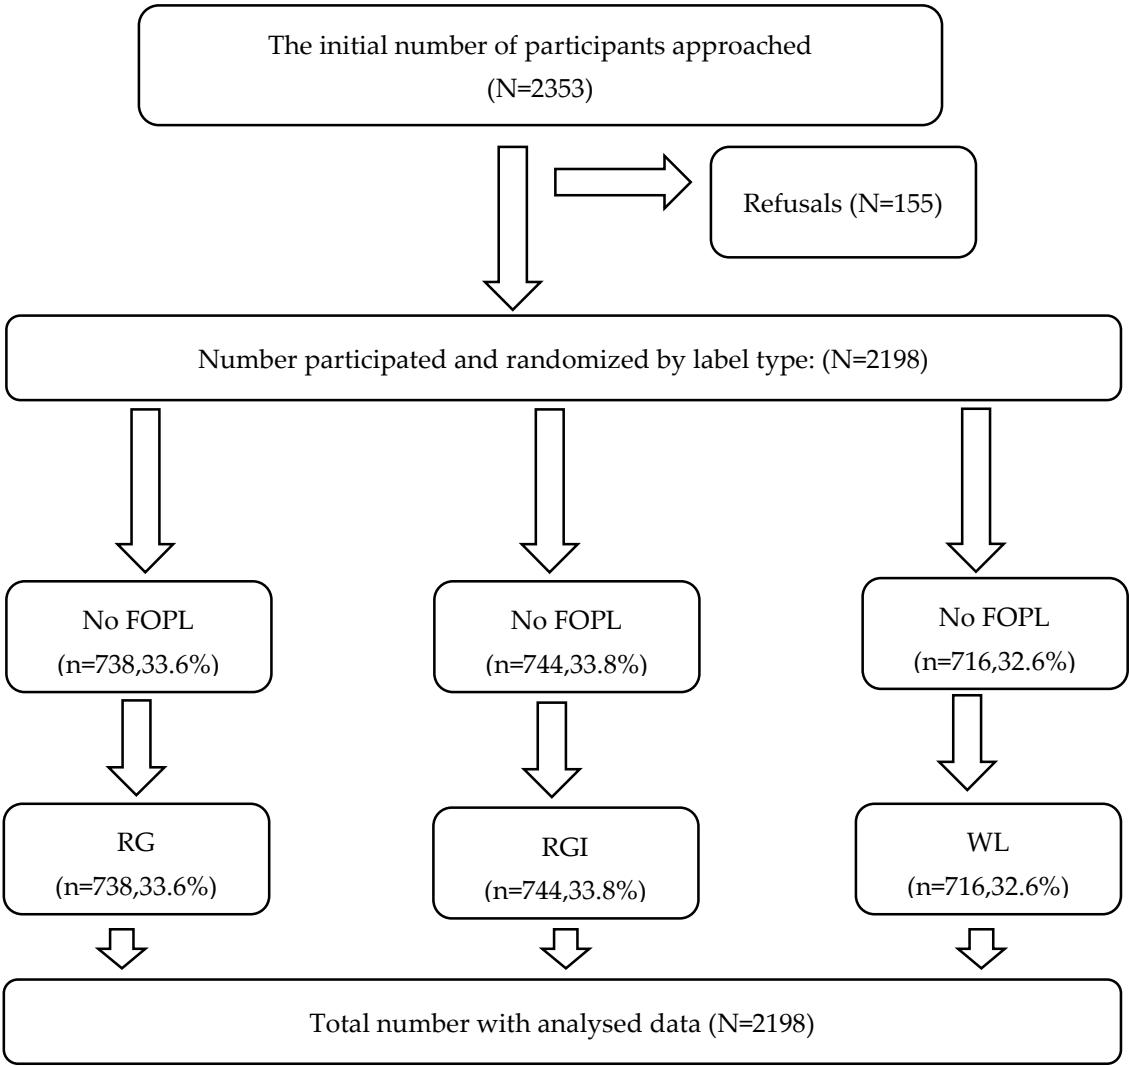 The initial number of participants approached
(N=2353)
Refusals (N=155)
Number participated and randomized by label type: (N=2198)
No FOPL
(n=738,33.6%)
No FOPL
(n=744,33.8%)
No FOPL
(n=716,32.6%)
RG
(n=738,33.6%)
RGI
(n=744,33.8%)
WL
(n=716,32.6%)
Total number with analysed data (N=2198)